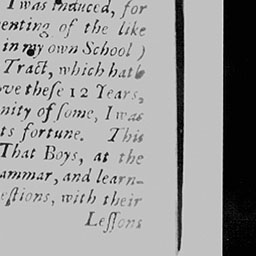 I was induced, for
enting of the like
in my own School )
Tract, which hath
ove theſe 12 Years,
nity of ſome, I was
ts fortune. This
That Boys, at the
ammar, and learn-
eſtions, with their
Leſſons